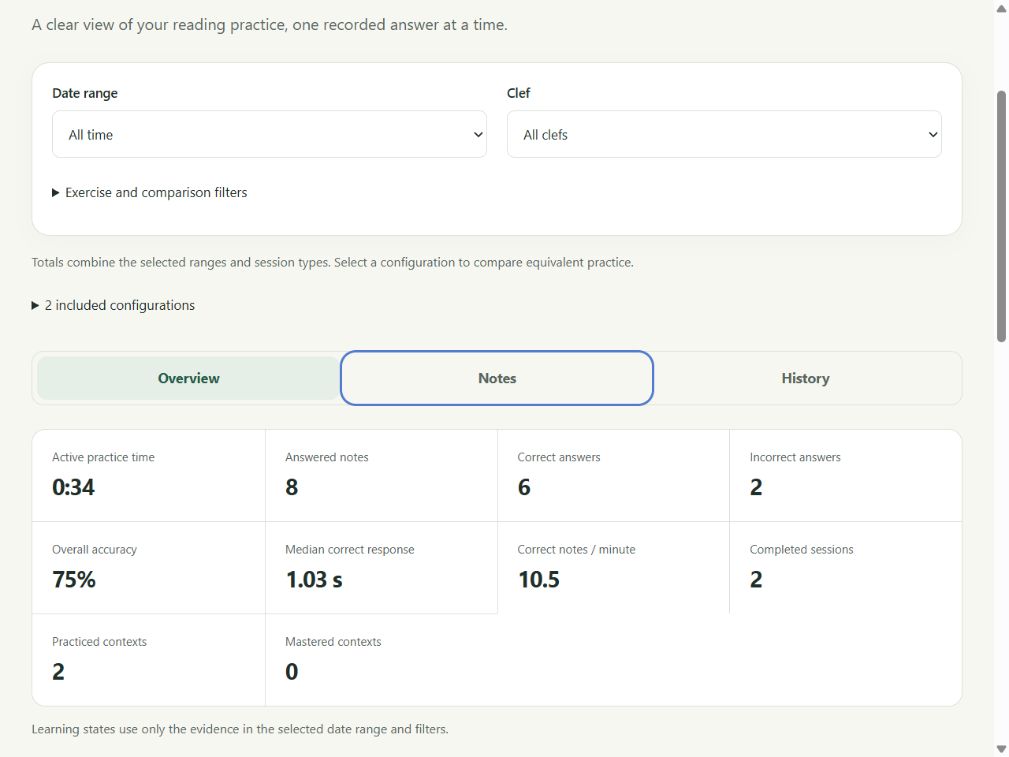 A clear view of your reading practice, one recorded answer at a time.
Date range
Clef
All time
All clefs
Exercise and comparison filters
Totals combine the selected ranges and session types. Select a configuration to compare equivalent practice.
2 included configurations
Overview
Notes
History
Active practice time
Answered notes
Correct answers
Incorrect answers
0:34
8
6
2
Overall accuracy
Median correct response
Correct notes / minute
Completed sessions
75%
1.03 s
10.5
2
Practiced contexts
Mastered contexts
2
0
Learning states use only the evidence in the selected date range and filters.